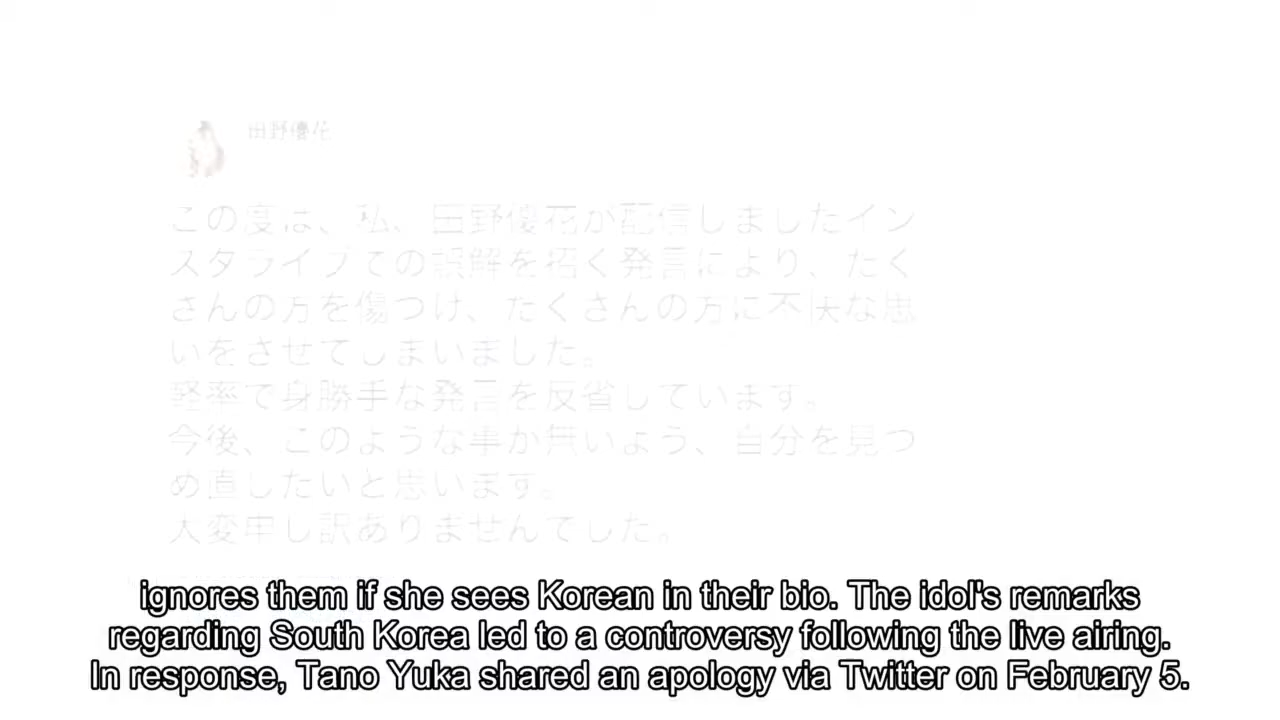 田野優花
この度は、私、田野優花が配信しましたイン
スタライブての誤解を招く発言により、たく
さんの方を傷つけ、たくさんの方に不快な思
いをさせてしまいました。
軽率で身勝手な発言を反省しています。
今後、このような事が無いよう、自分を見つ
め直したいと思います。
大変申し訳ありませんでした。
ignores them if she sees Korean in their bio. The idol's remarks
regarding South Korea led to a controversy following the live airing.
In response, Tano Yuka shared an apology via Twitter on February 5.